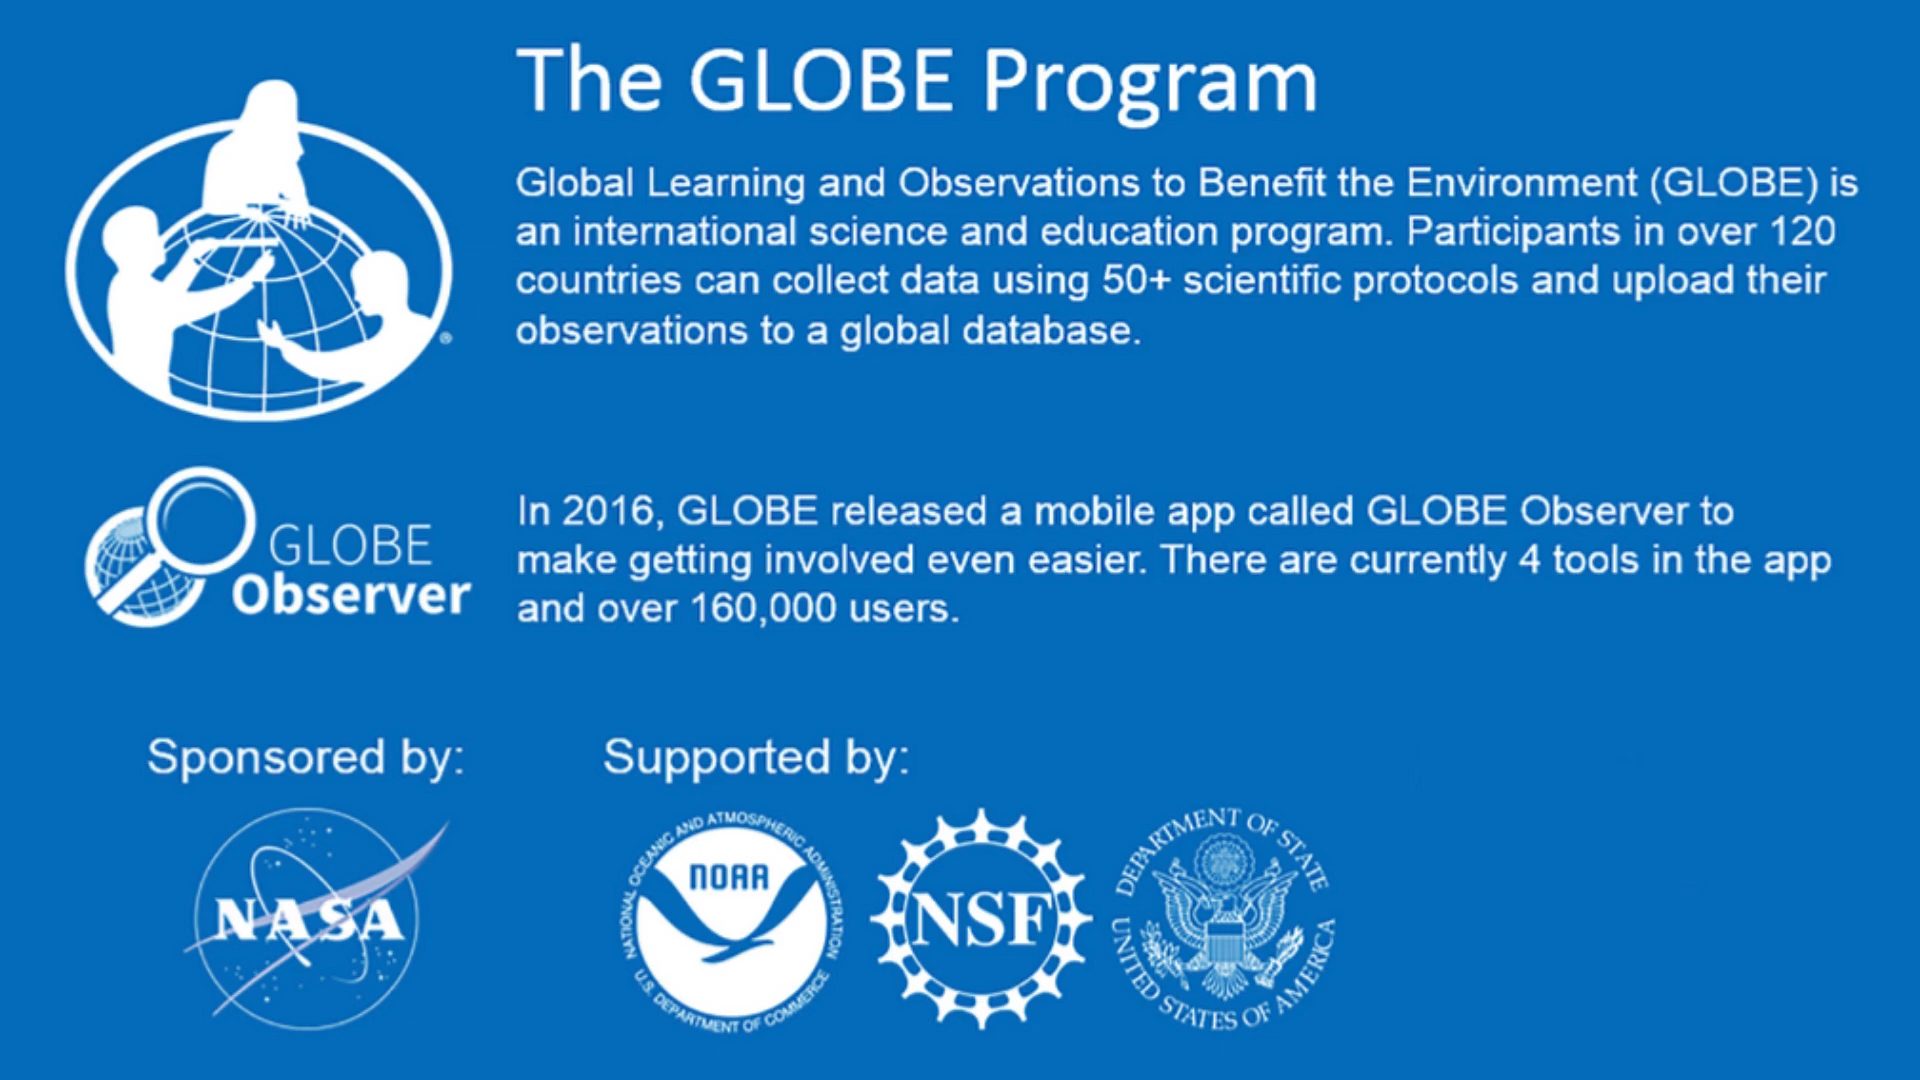 The GLOBE Program
Global Learning and Observations to Benefit the Environment (GLOBE) is
an international science and education program. Participants in over 120
countries can collect data using 50+ scientific protocols and upload their
observations to a global database.
®
GLOBE
Observer
In 2016, GLOBE released a mobile app called GLOBE Observer to
make getting involved even easier. There are currently 4 tools in the app
and over 160,000 users.
Sponsored by:
Supported by:
NASA
NATIONAL OCEANIC AND ATMOSPHERIC ADMINISTRATION
NOAA
U.S. DEPARTMENT OF COMMERCE
NSF
DEPARTMENT OF STATE
UNITED STATES OF AMERICA